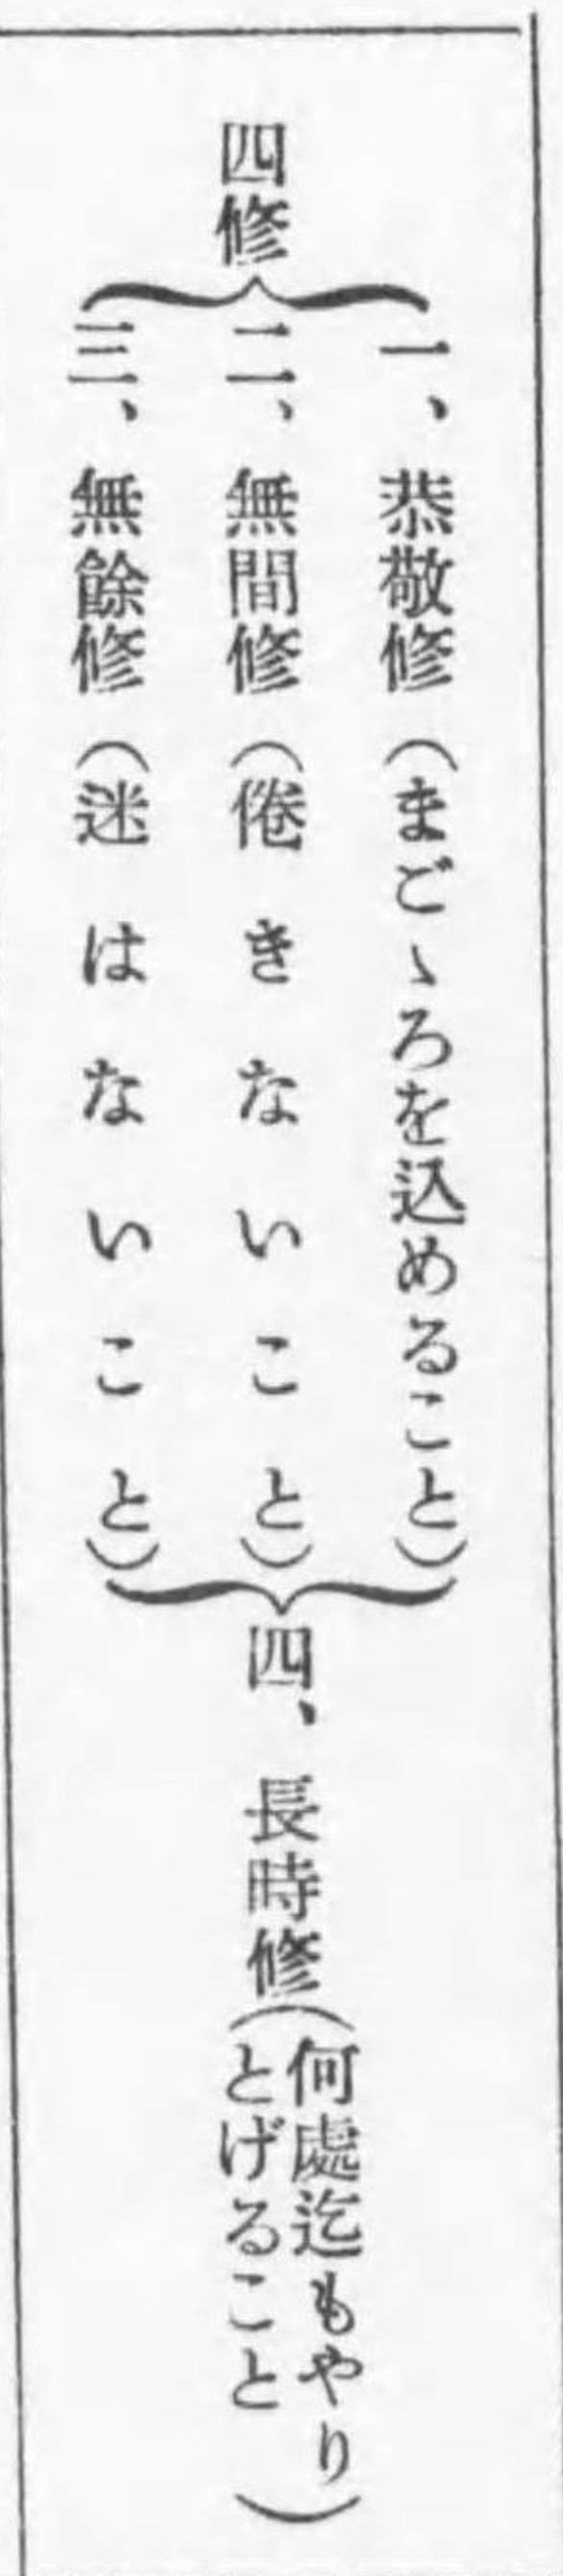 四修
一、恭敬修(まごゝろを込めること)
二、無間修(倦きないこと)
三、無餘修(迷はないこと)
四、長時修(何處迄もやり
とげること)